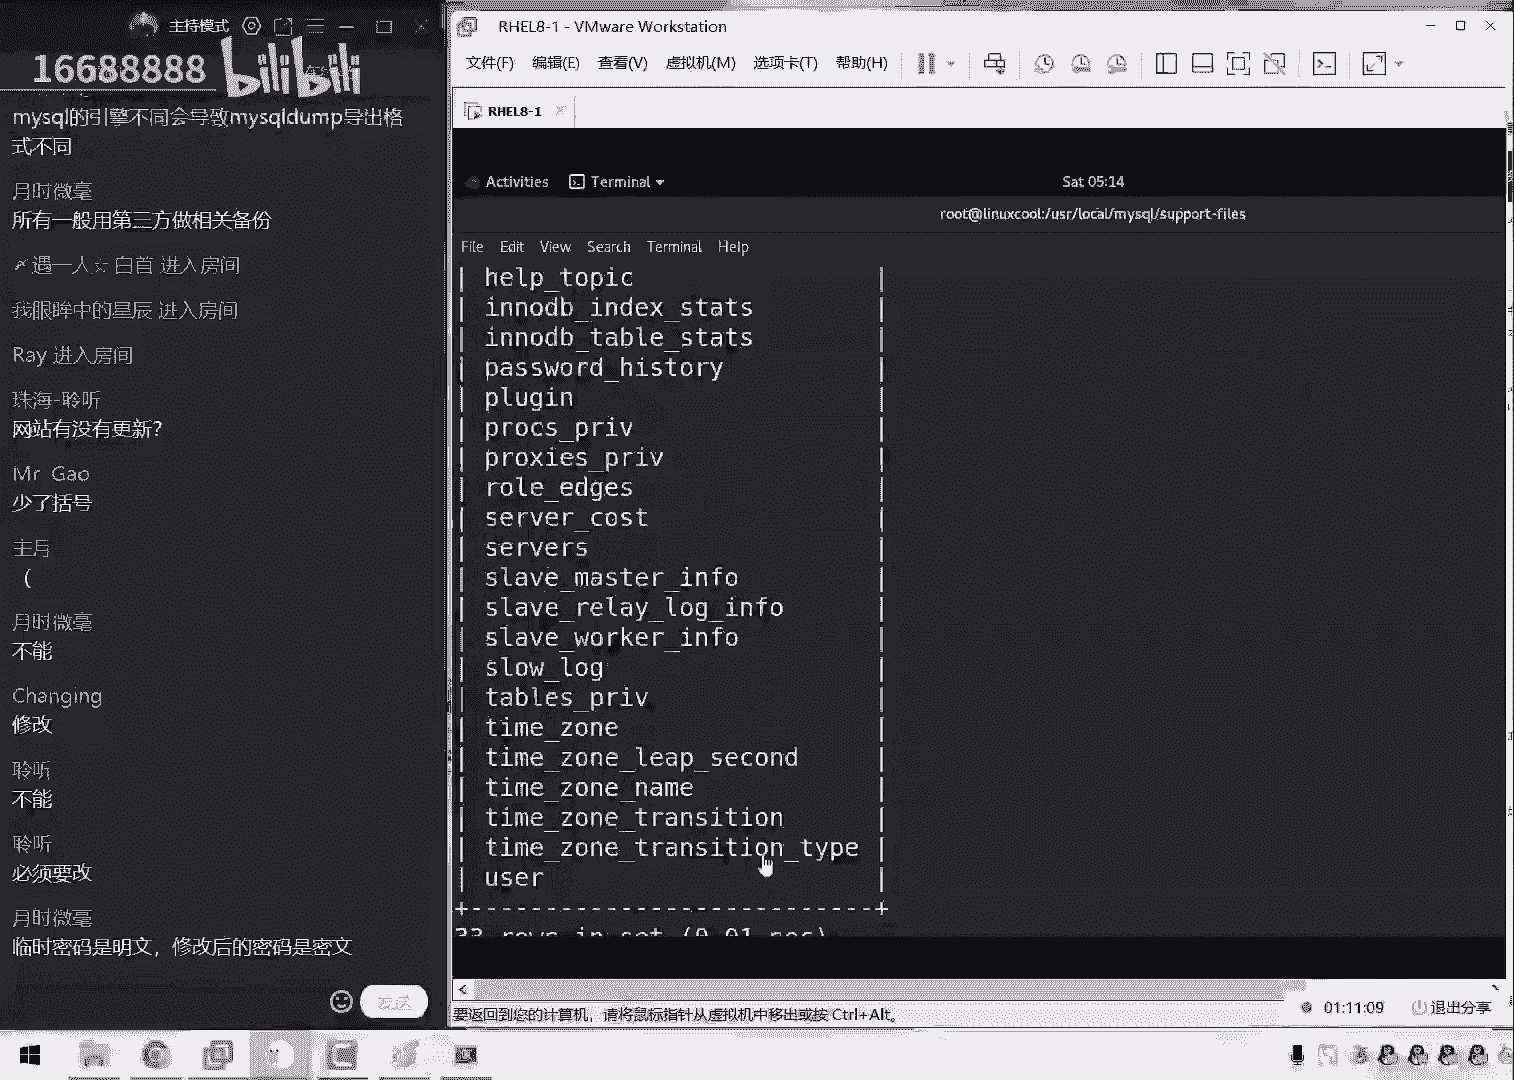 主持模式
16688888 bilibili
mysql的引擎不同会导致mysqldump导出格
式不同
月时微毫
所有一般用第三方做相关备份
遇一人☆白首 进入房间
我眼眸中的星辰 进入房间
Ray 进入房间
珠海-聆听
网站有没有更新?
Mr Gao
少了括号
主月
（
月时微毫
不能
Changing
修改
聆听
不能
聆听
必须要改
月时微毫
临时密码是明文，修改后的密码是密文
发送
RHEL8-1 - VMware Workstation
文件(F) 编辑(E) 查看(V) 虚拟机(M) 选项卡(T) 帮助(H)
RHEL8-1
Activities Terminal Sat 05:14
root@linuxcool:/usr/local/mysql/support-files
File Edit View Search Terminal Help
| help_topic |
| innodb_index_stats |
| innodb_table_stats |
| password_history |
| plugin |
| procs_priv |
| proxies_priv |
| role_edges |
| server_cost |
| servers |
| slave_master_info |
| slave_relay_log_info |
| slave_worker_info |
| slow_log |
| tables_priv |
| time_zone |
| time_zone_leap_second |
| time_zone_name |
| time_zone_transition |
| time_zone_transition_type |
| user |
+---------------------------+
33 rows in set (0.01 sec)
要返回到您的计算机，请将鼠标指针从虚拟机中移出或按 Ctrl+Alt。
01:11:09 退出分享